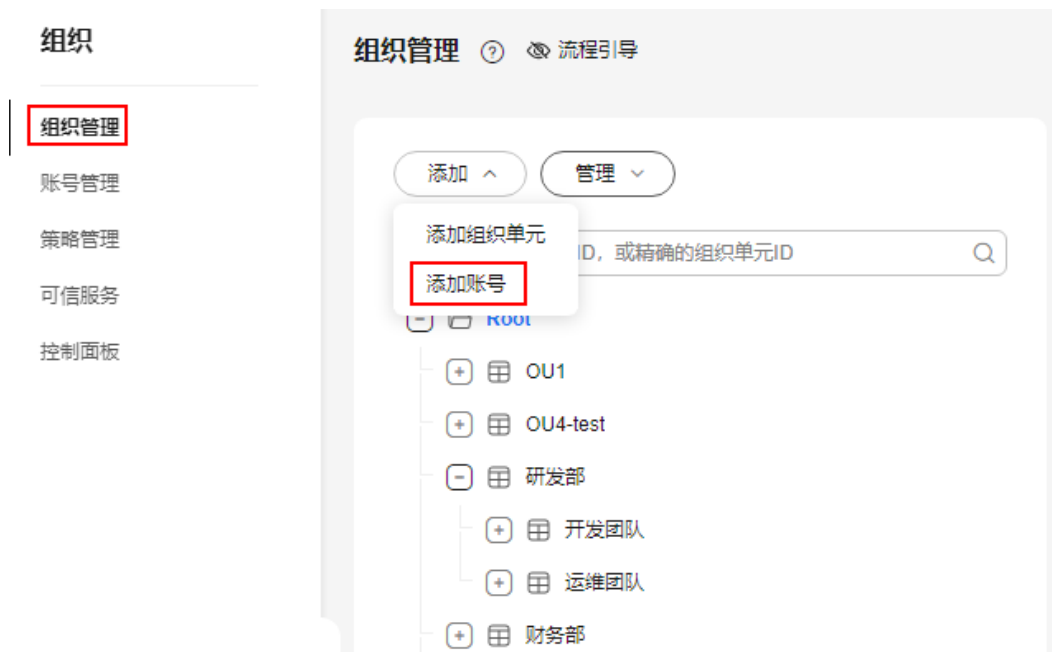 组织
组织管理
账号管理
策略管理
可信服务
控制面板
组织管理 ? 流程引导
添加 管理
添加组织单元
ID，或精确的组织单元ID
添加账号
Root
OU1
OU4-test
研发部
开发团队
运维团队
财务部